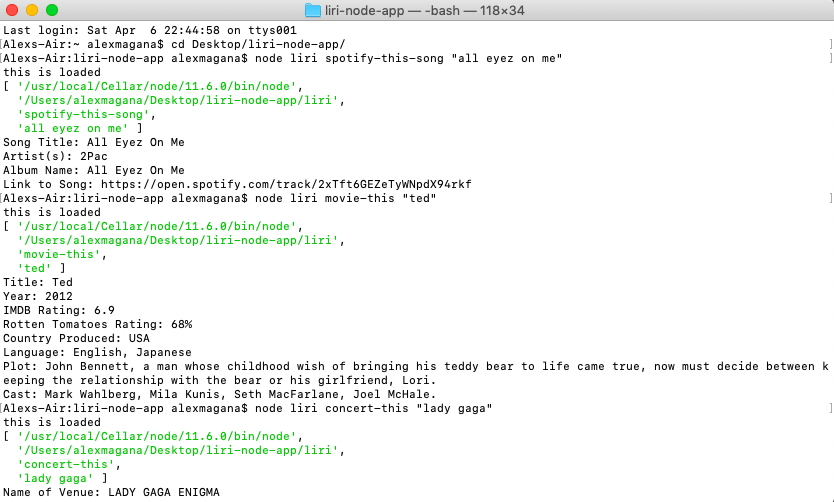 liri-node-app — -bash — 118×34
Last login: Sat Apr  6 22:44:58 on ttys001
[Alexs-Air:~ alexmagana$ cd Desktop/liri-node-app/ ]
[Alexs-Air:liri-node-app alexmagana$ node liri spotify-this-song "all eyez on me" ]
this is loaded
[ '/usr/local/Cellar/node/11.6.0/bin/node',
  '/Users/alexmagana/Desktop/liri-node-app/liri',
  'spotify-this-song',
  'all eyez on me' ]
Song Title: All Eyez On Me
Artist(s): 2Pac
Album Name: All Eyez On Me
Link to Song: https://open.spotify.com/track/2xTft6GEZeTyWNpdX94rkf
[Alexs-Air:liri-node-app alexmagana$ node liri movie-this "ted" ]
this is loaded
[ '/usr/local/Cellar/node/11.6.0/bin/node',
  '/Users/alexmagana/Desktop/liri-node-app/liri',
  'movie-this',
  'ted' ]
Title: Ted
Year: 2012
IMDB Rating: 6.9
Rotten Tomatoes Rating: 68%
Country Produced: USA
Language: English, Japanese
Plot: John Bennett, a man whose childhood wish of bringing his teddy bear to life came true, now must decide between k
eeping the relationship with the bear or his girlfriend, Lori.
Cast: Mark Wahlberg, Mila Kunis, Seth MacFarlane, Joel McHale.
[Alexs-Air:liri-node-app alexmagana$ node liri concert-this "lady gaga" ]
this is loaded
[ '/usr/local/Cellar/node/11.6.0/bin/node',
  '/Users/alexmagana/Desktop/liri-node-app/liri',
  'concert-this',
  'lady gaga' ]
Name of Venue: LADY GAGA ENIGMA